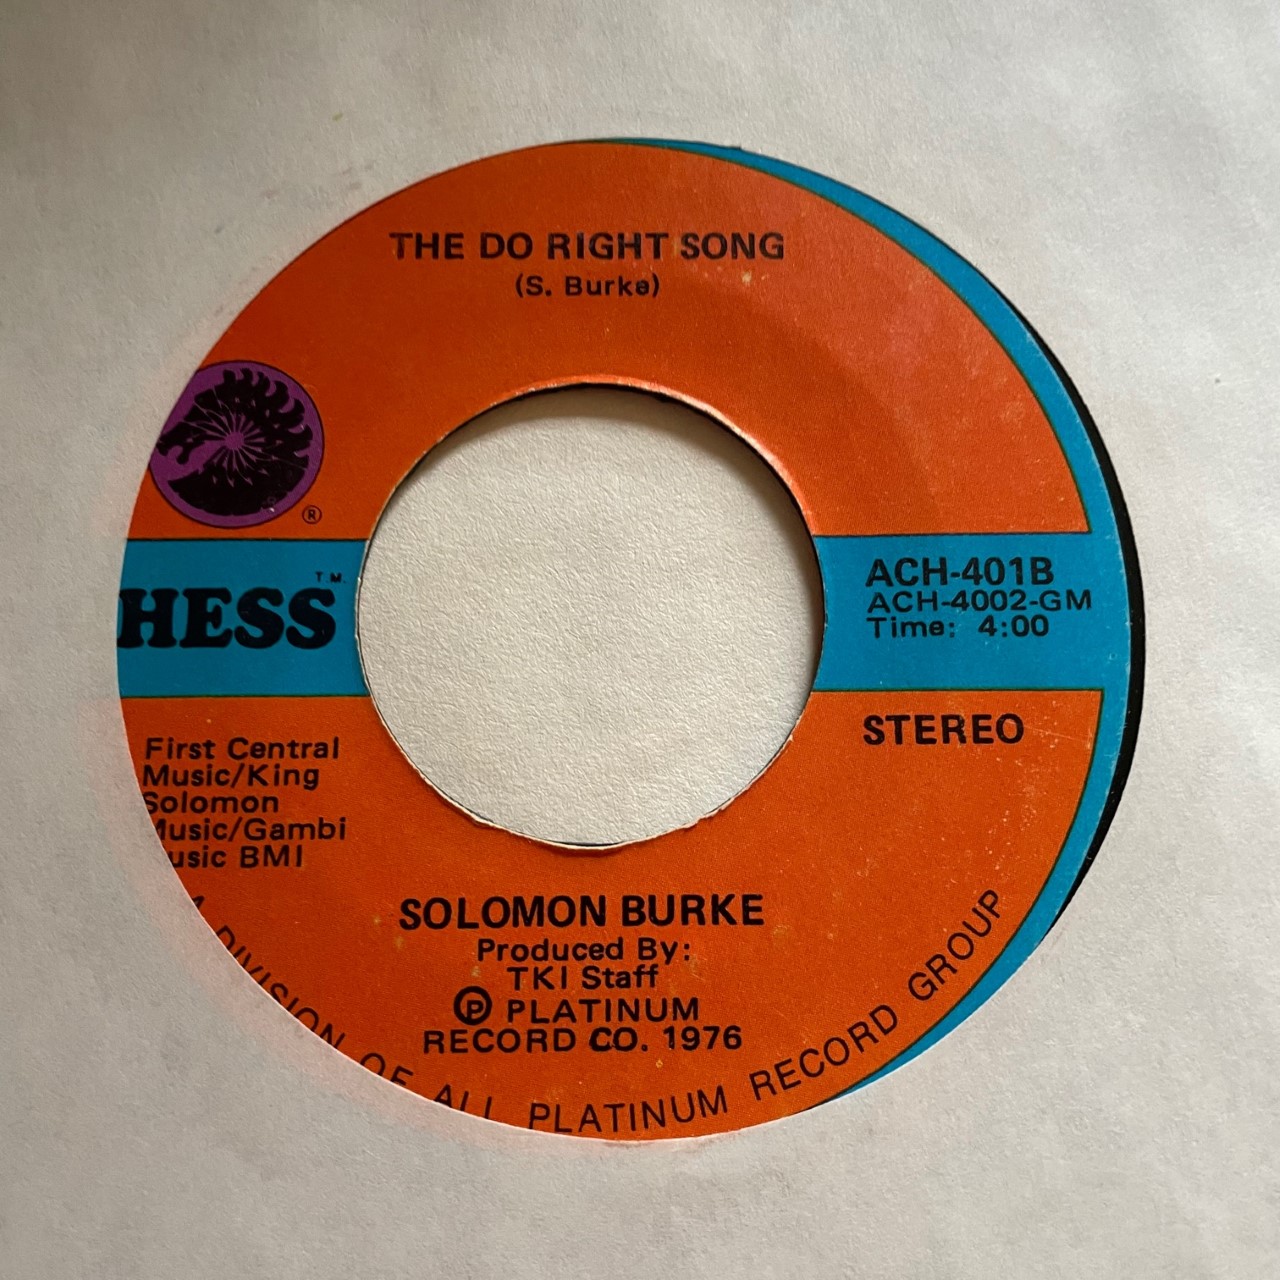 THE DO RIGHT SONG
(S. Burke)
®
HESS
T.M.
ACH-401B
ACH-4002-GM
Time: 4:00
STEREO
First Central
Music/King
Solomon
Music/Gambi
usic BMI
SOLOMON BURKE
Produced By:
TKI Staff
Ⓟ PLATINUM
RECORD CO. 1976
A DIVISION OF ALL PLATINUM RECORD GROUP